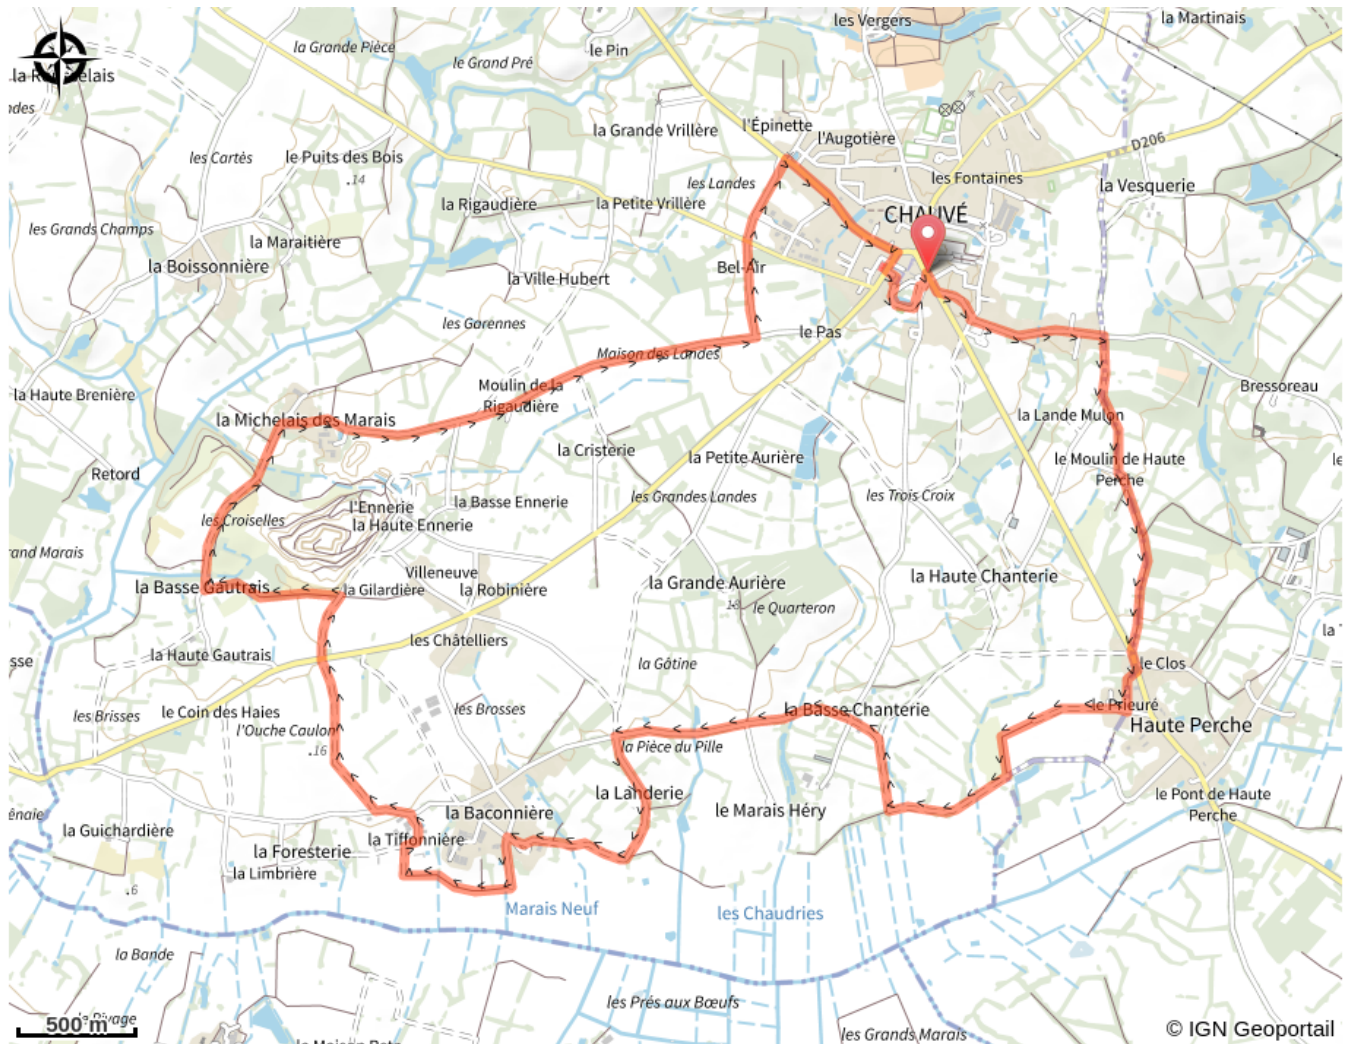 les Vergers
la Martinais
la Grande Pièce
le Pin
le Grand Pré
la Grande Vrillère
l'Épinette
l'Augotière
D206
les Cartès
le Puits des Bois
.14
les Landes
les Fontaines
la Vesquerie
la Rigaudière
la Petite Vrillère
CHAUVÉ
les Grands Champs
la Maraitière
la Boissonnière
Bel-Air
la Ville Hubert
les Garennes
le Pas
Maison des Landes
la Haute Brenière
Moulin de la
Rigaudière
Bressoreau
la Michelais des Marais
la Lande Mulon
la Cristerie
la Petite Aurière
le Moulin de Haute
Perche
Retord
les Croiselles
l'Ennerie
la Basse Ennerie
les Grandes Landes
les Trois Croix
la Haute Ennerie
Villeneuve
la Basse Gautrais
la Gilardière
la Robinière
la Grande Aurière
la Haute Chanterie
le Quarteron
les Châtelliers
la Haute Gautrais
la Gôtine
le Clos
les Brisses
le Coin des Haies
les Brosses
la Basse Chanterie
le Prieuré
Haute Perche
l'Ouche Caulon
.16
la Pièce du Pille
la Landerie
le Marais Héry
le Pont de Haute
Perche
la Baconnière
la Guichardière
la Tiffonnière
la Foresterie
la Limbrière
.6
Marais Neuf
les Chaudries
la Bande
les Prés aux Bœufs
500 m
les Grands Marais
© IGN Geoportail